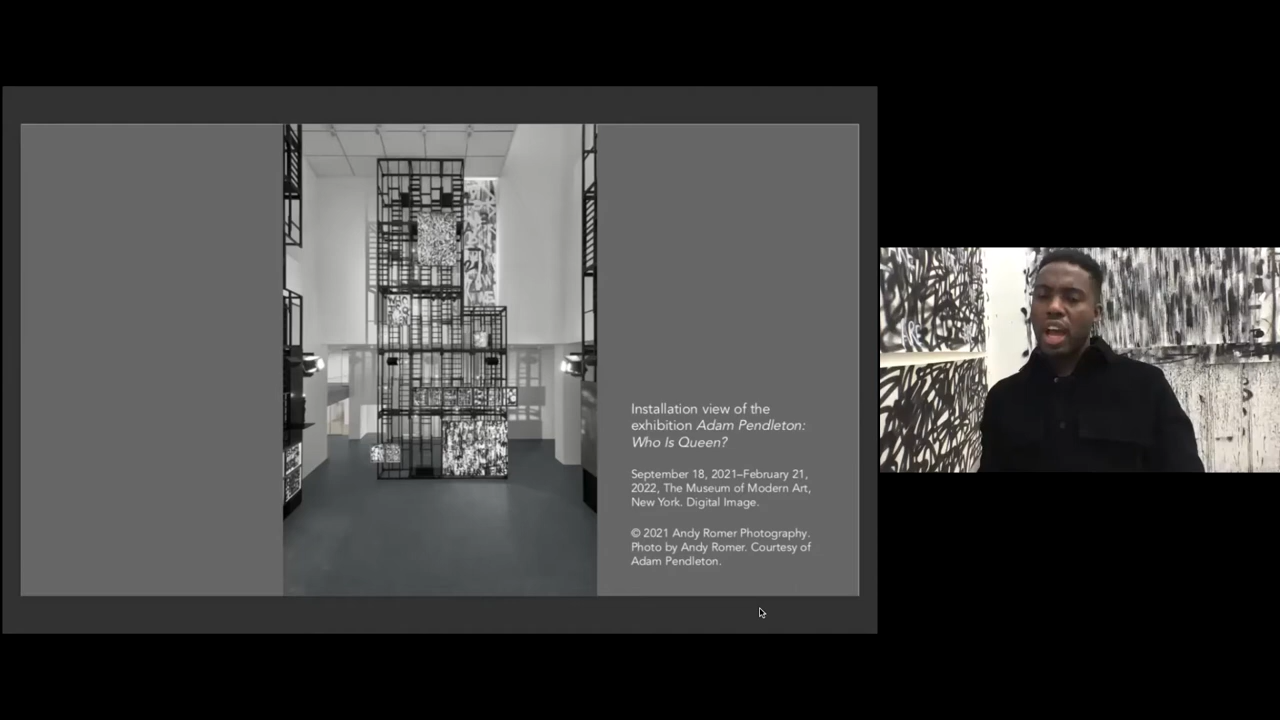 Installation view of the
exhibition Adam Pendleton:
Who Is Queen?
September 18, 2021–February 21,
2022, The Museum of Modern Art,
New York. Digital Image.
© 2021 Andy Romer Photography.
Photo by Andy Romer. Courtesy of
Adam Pendleton.